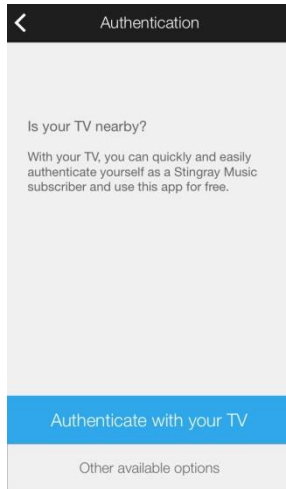 Authentication
Is your TV nearby?
With your TV, you can quickly and easily
authenticate yourself as a Stingray Music
subscriber and use this app for free.
Authenticate with your TV
Other available options